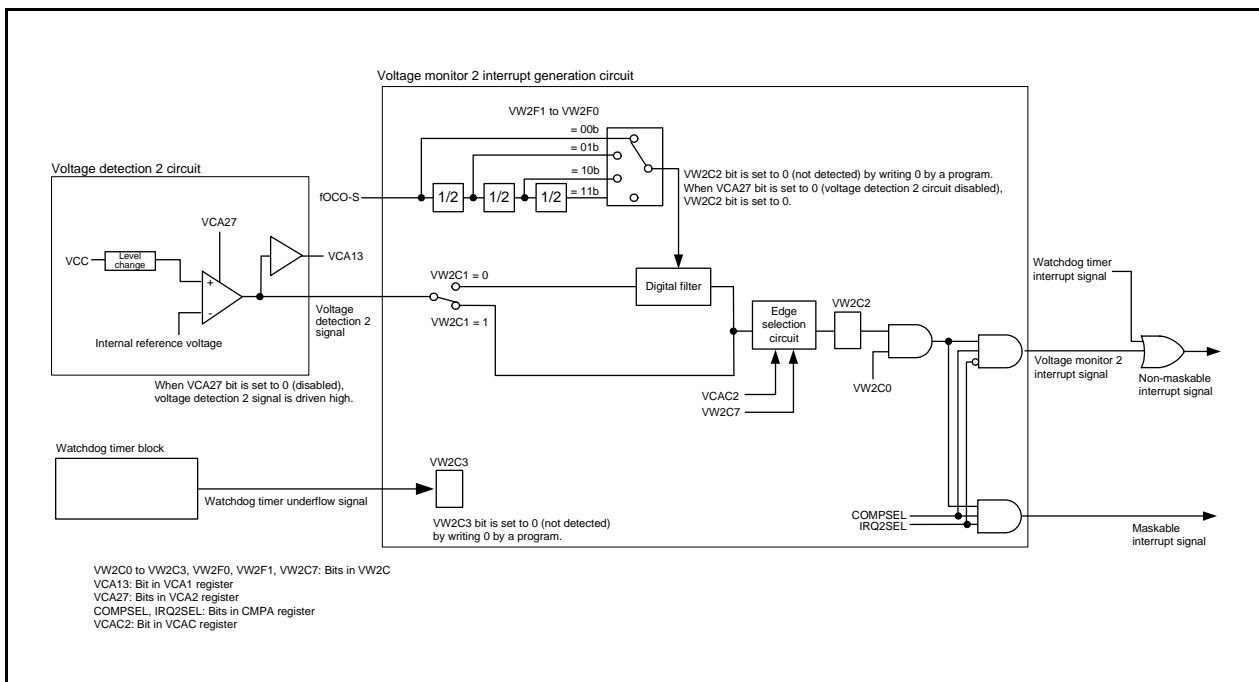 Voltage monitor 2 interrupt generation circuit
VW2F1 to VW2F0
= 00b
= 01b
= 10b
= 11b
fOCO-S
1/2
1/2
1/2
VW2C2 bit is set to 0 (not detected) by writing 0 by a program.
When VCA27 bit is set to 0 (voltage detection 2 circuit disabled),
VW2C2 bit is set to 0.
Voltage detection 2 circuit
VCA27
VCC
Level
change
+
-
VCA13
Internal reference voltage
Voltage
detection 2
signal
When VCA27 bit is set to 0 (disabled),
voltage detection 2 signal is driven high.
VW2C1 = 0
VW2C1 = 1
Digital filter
Edge
selection
circuit
VCAC2
VW2C7
VW2C2
VW2C0
Watchdog timer
interrupt signal
Voltage monitor 2
interrupt signal
Non-maskable
interrupt signal
Watchdog timer block
Watchdog timer underflow signal
VW2C3
VW2C3 bit is set to 0 (not detected)
by writing 0 by a program.
COMPSEL
IRQ2SEL
Maskable
interrupt signal
VW2C0 to VW2C3, VW2F0, VW2F1, VW2C7: Bits in VW2C
VCA13: Bit in VCA1 register
VCA27: Bits in VCA2 register
COMPSEL, IRQ2SEL: Bits in CMPA register
VCAC2: Bit in VCAC register